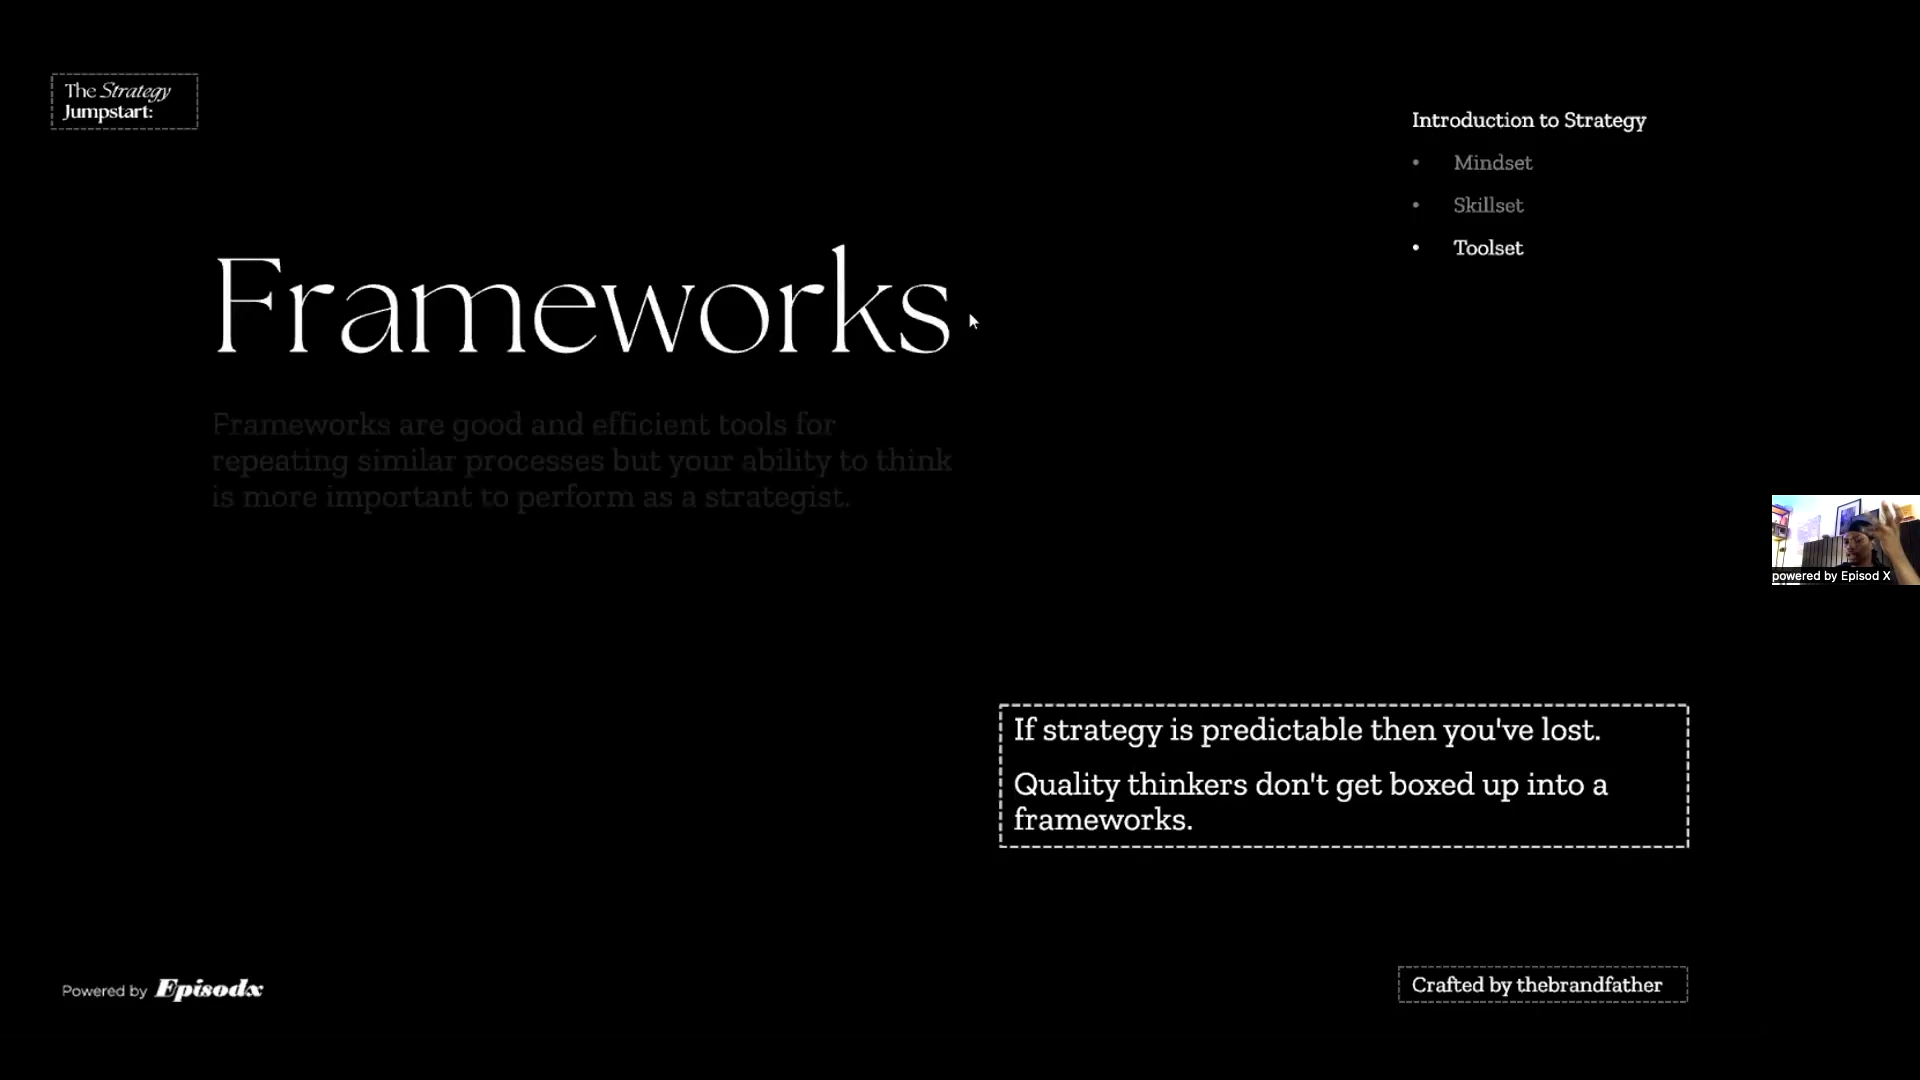 The Strategy
Jumpstart:
Introduction to Strategy
• Mindset
• Skillset
• Toolset
Frameworks
Frameworks are good and efficient tools for
repeating similar processes but your ability to think
is more important to perform as a strategist.
powered by Episod X
If strategy is predictable then you've lost.
Quality thinkers don't get boxed up into a
frameworks.
Powered by Episodx
Crafted by thebrandfather